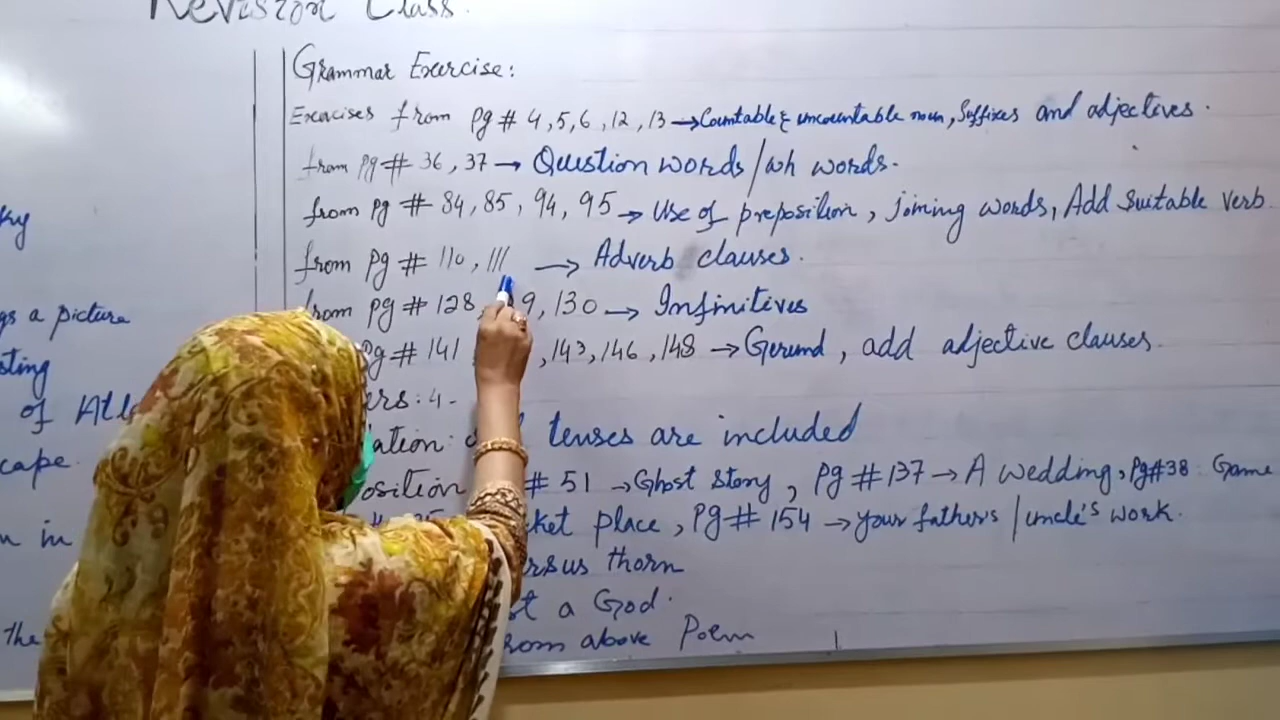 Revision Class.
Grammar Exercise:
Exercises from pg# 4, 5, 6, 12, 13 → Countable & uncountable noun, Suffixes and adjectives.
from pg# 36, 37 → Question words/wh words.
from pg # 84, 85, 94, 95 → Use of preposition, joining words, Add suitable verb
from pg # 110, 111 → Adverb clauses.
from pg # 128, 9, 130 → Infinitives
pg# 141, 143, 146, 148 → Gerund, add adjective clauses.
ers: 4-
ation: tenses are included
osition # 51 → Ghost story, pg# 137 → A wedding, pg#38: Game
ket place, pg# 154 → your father's/uncle's work.
rsus thorn
t a God.
rom above Poem
ky
gs a picture
sting
of
cape
n in
the